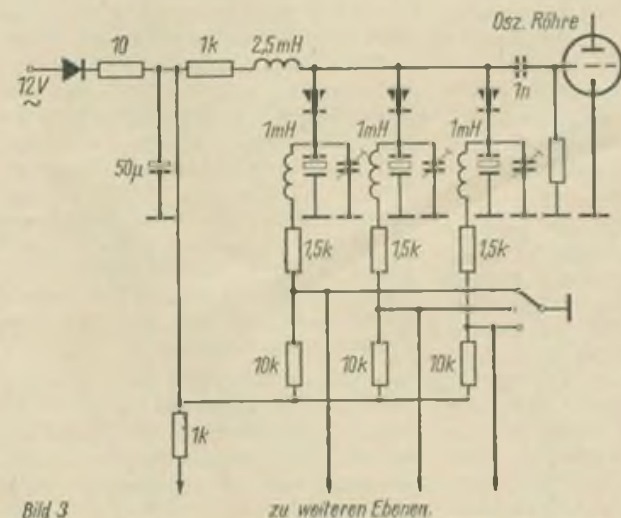 Osz. Röhre
10
1k
2,5mH
12V
~
1n
1mH
1mH
1mH
50µ
1,5k
1,5k
1,5k
10k
10k
10k
1k
Bild 3
zu weiteren Ebenen.